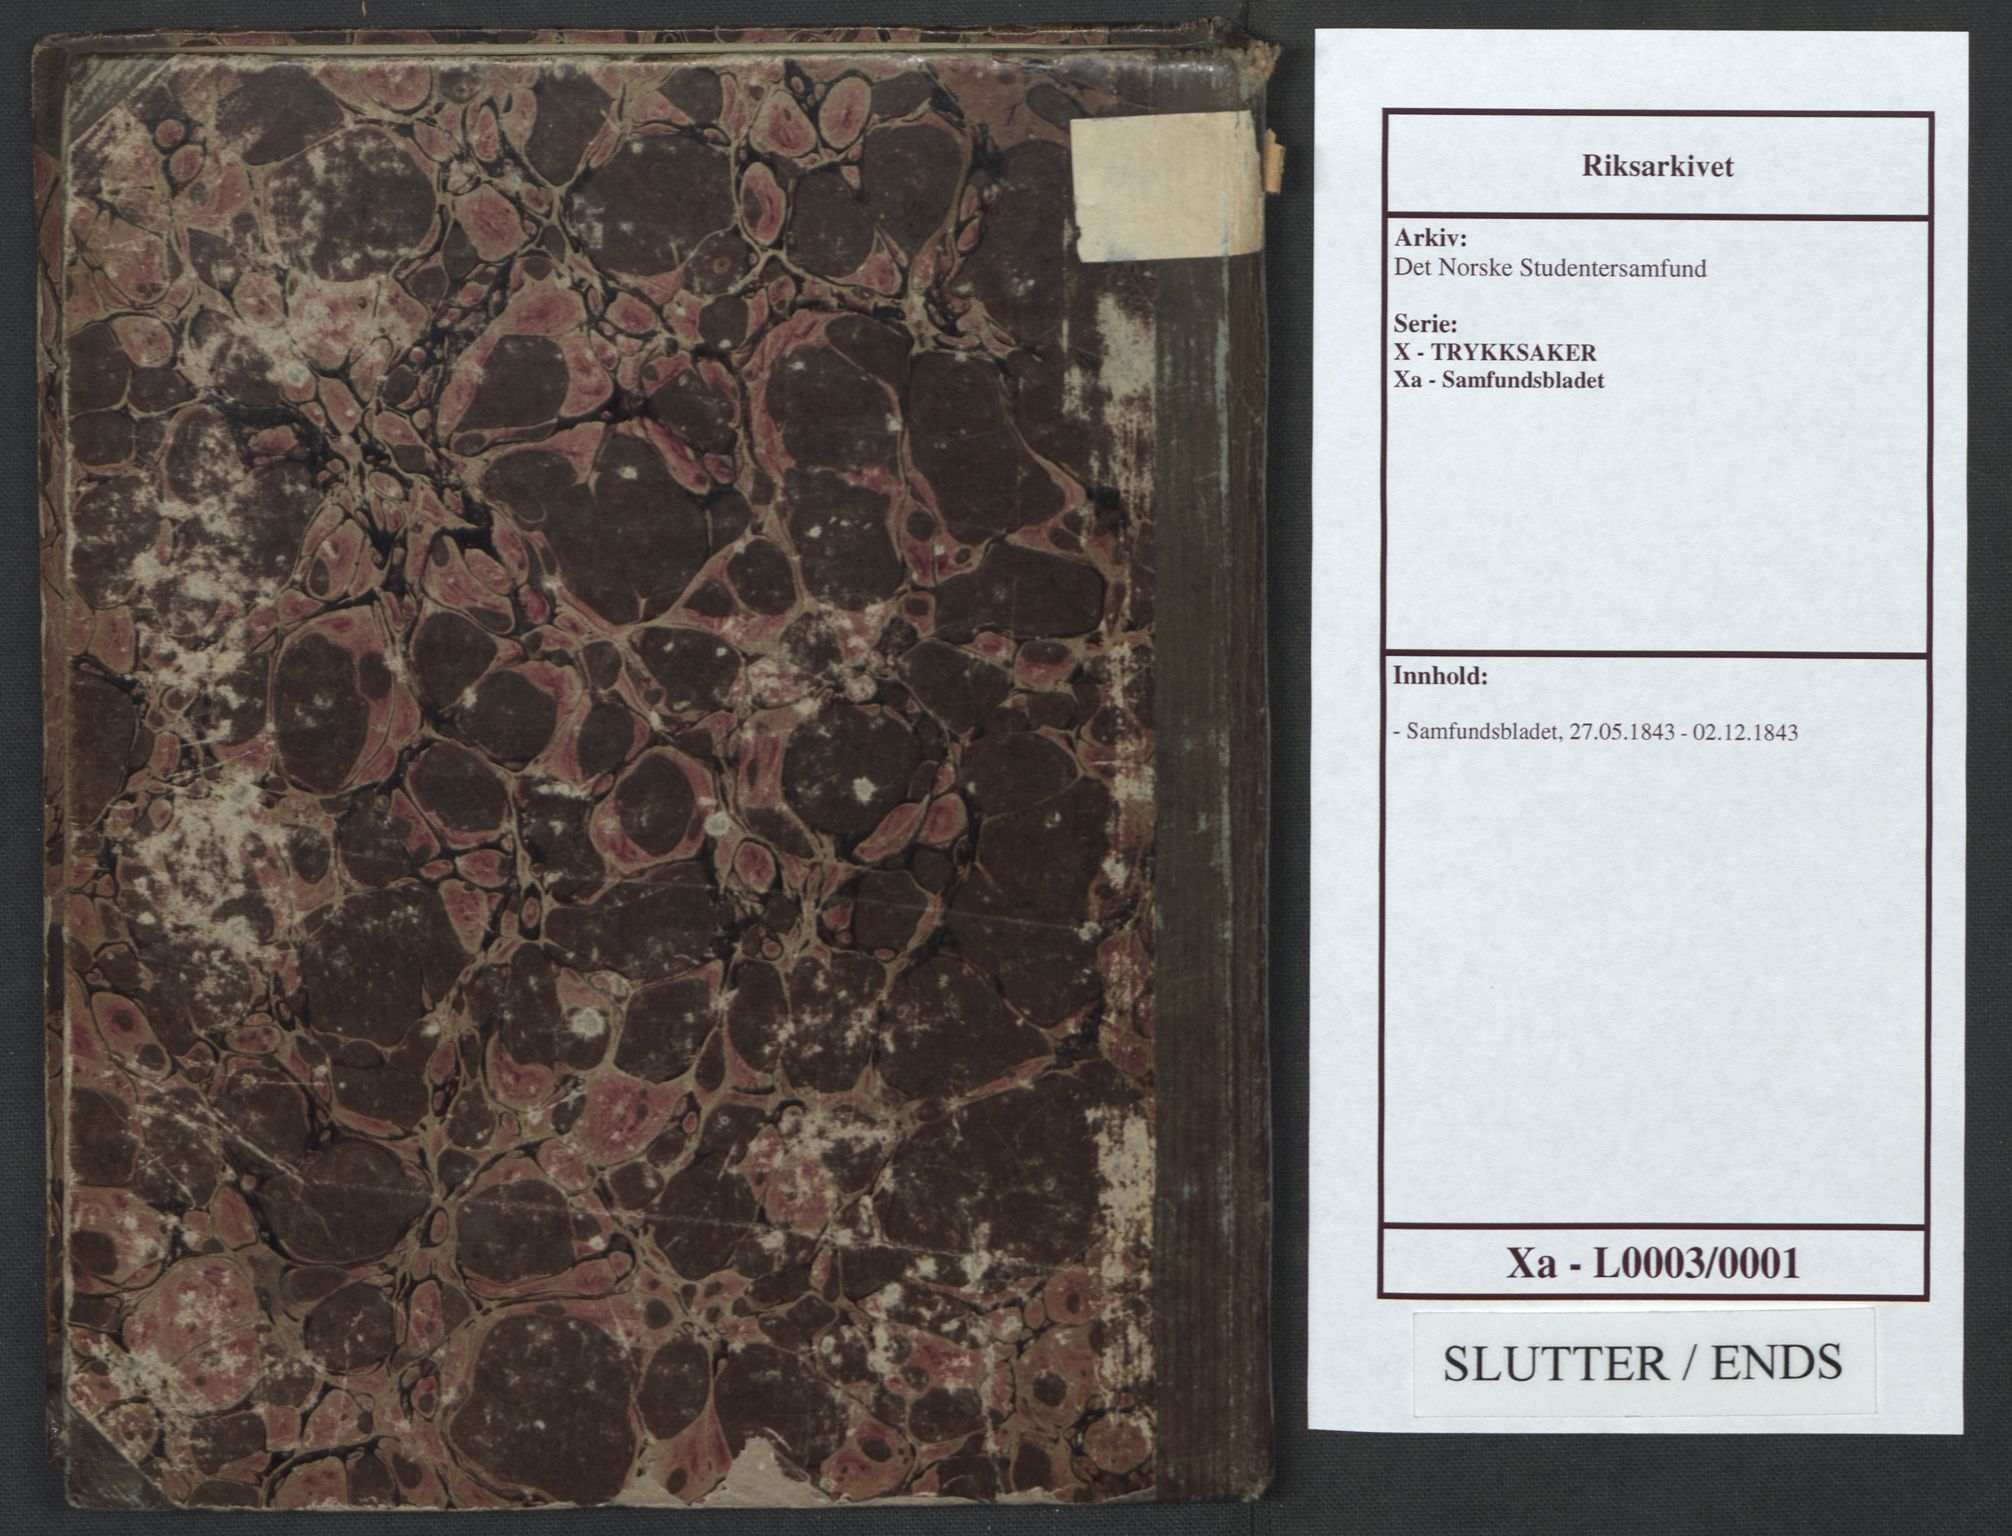 Riksarkivet
Arkiv:
Det Norske Studentersamfund
Serie:
X - TRYKKSAKER
Xa - Samfundsbladet
Innhold:
- Samfundsbladet, 27.05.1843 - 02.12.1843
Xa - L0003/0001
SLUTTER / ENDS